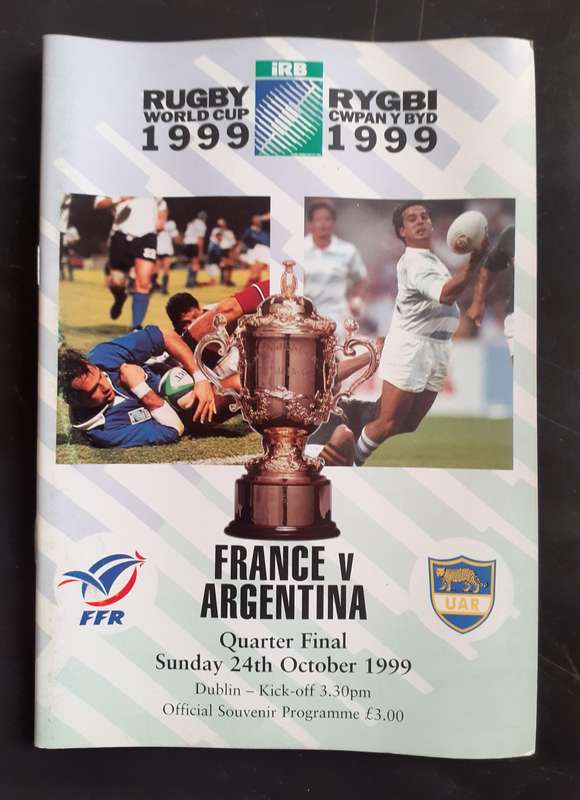 iRB
RUGBY
WORLD CUP
1999
RYGBI
CWPAN Y BYD
1999
FRANCE v
ARGENTINA
FFR
UAR
Quarter Final
Sunday 24th October 1999
Dublin – Kick-off 3.30pm
Official Souvenir Programme £3.00